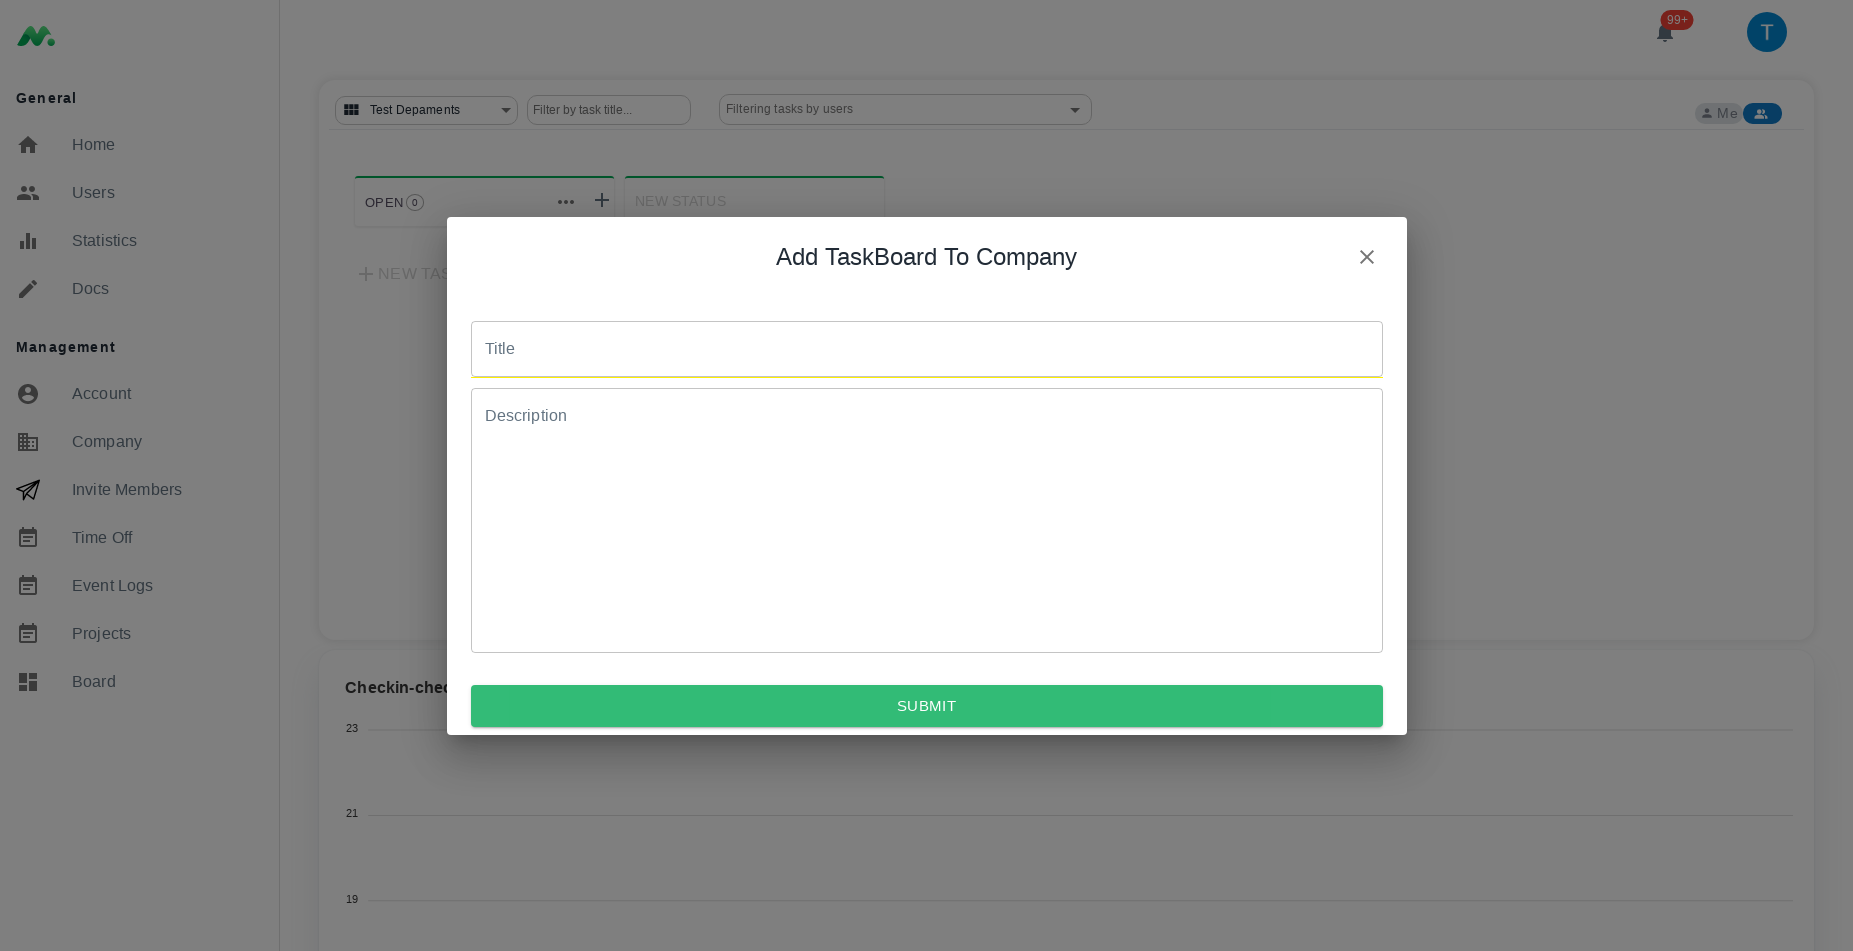 General
Home
Users
Statistics
Docs
Management
Account
Company
Invite Members
Time Off
Event Logs
Projects
Board
99+
T
Test Depaments
Filter by task title...
Filtering tasks by users
Me
OPEN 0
NEW STATUS
NEW TAS
Add TaskBoard To Company
Title
Description
SUBMIT
Checkin-chec
23
21
19